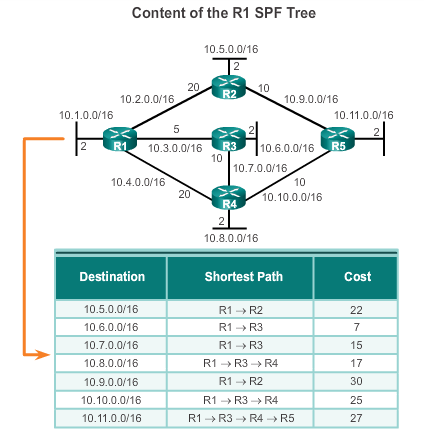 Content of the R1 SPF Tree
10.5.0.0/16
2
20
R2
10
10.2.0.0/16
10.9.0.0/16
10.1.0.0/16
10.11.0.0/16
5
2
2
2
R1
10.3.0.0/16
R3
10.6.0.0/16
R5
10
10.7.0.0/16
10.4.0.0/16
10
20
R4
10.10.0.0/16
2
10.8.0.0/16
Destination Shortest Path Cost
10.5.0.0/16 R1 → R2 22
10.6.0.0/16 R1 → R3 7
10.7.0.0/16 R1 → R3 15
10.8.0.0/16 R1 → R3 → R4 17
10.9.0.0/16 R1 → R2 30
10.10.0.0/16 R1 → R3 → R4 25
10.11.0.0/16 R1 → R3 → R4 → R5 27